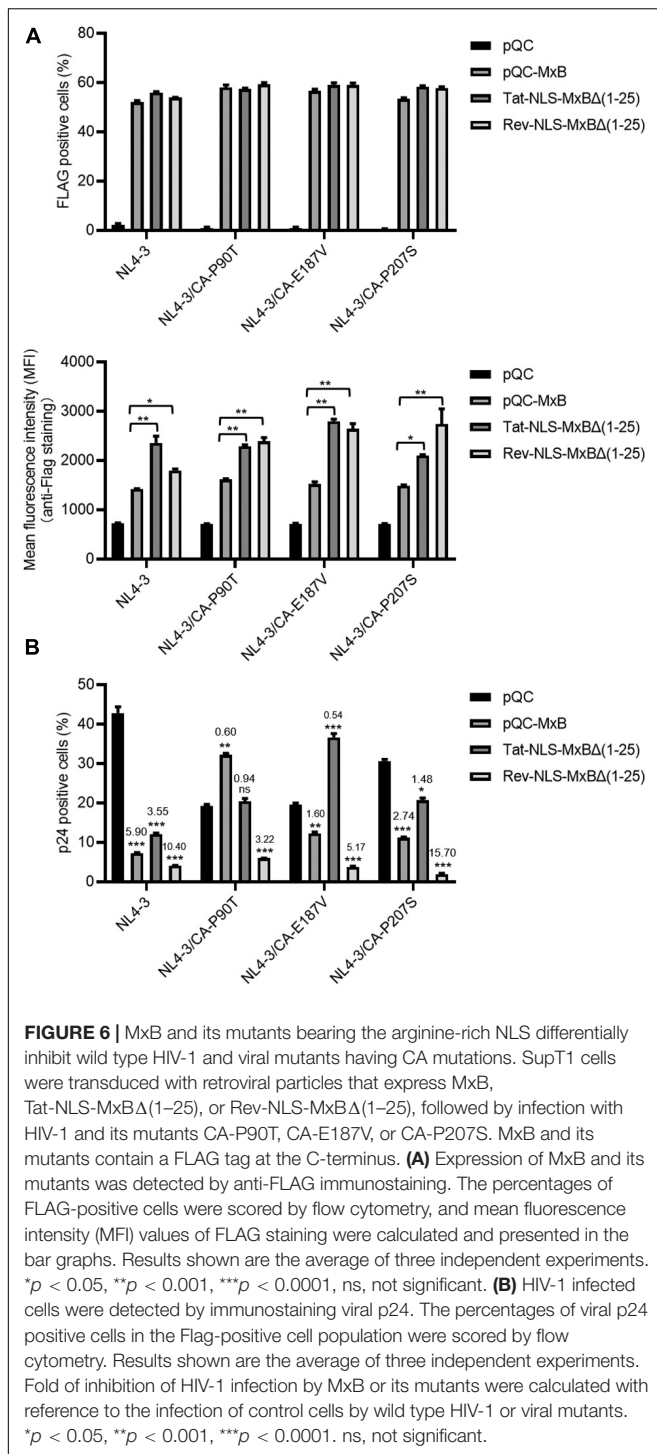 A
FLAG positive cells (%)
80
60
40
20
0
NL4-3
NL4-3/CA-P90T
NL4-3/CA-E187V
NL4-3/CA-P207S
pQC
pQC-MxB
Tat-NLS-MxBΔ(1-25)
Rev-NLS-MxBΔ(1-25)
Mean fluorescence intensity (MFI)
(anti-Flag staining)
4000
3000
2000
1000
0
* ** ** ** ** ** ** *
NL4-3
NL4-3/CA-P90T
NL4-3/CA-E187V
NL4-3/CA-P207S
pQC
pQC-MxB
Tat-NLS-MxBΔ(1-25)
Rev-NLS-MxBΔ(1-25)
B
p24 positive cells (%)
50
40
30
20
10
0
5.90 ***
3.55 ***
10.40 ***
0.60 **
0.94 ns
3.22 ***
1.60 **
0.54 ***
5.17 ***
2.74 ***
1.48 *
15.70 ***
NL4-3
NL4-3/CA-P90T
NL4-3/CA-E187V
NL4-3/CA-P207S
pQC
pQC-MxB
Tat-NLS-MxBΔ(1-25)
Rev-NLS-MxBΔ(1-25)
FIGURE 6 | MxB and its mutants bearing the arginine-rich NLS differentially
inhibit wild type HIV-1 and viral mutants having CA mutations. SupT1 cells
were transduced with retroviral particles that express MxB,
Tat-NLS-MxBΔ(1–25), or Rev-NLS-MxBΔ(1–25), followed by infection with
HIV-1 and its mutants CA-P90T, CA-E187V, or CA-P207S. MxB and its
mutants contain a FLAG tag at the C-terminus. (A) Expression of MxB and its
mutants was detected by anti-FLAG immunostaining. The percentages of
FLAG-positive cells were scored by flow cytometry, and mean fluorescence
intensity (MFI) values of FLAG staining were calculated and presented in the
bar graphs. Results shown are the average of three independent experiments.
*p < 0.05, **p < 0.001, ***p < 0.0001, ns, not significant. (B) HIV-1 infected
cells were detected by immunostaining viral p24. The percentages of viral p24
positive cells in the Flag-positive cell population were scored by flow
cytometry. Results shown are the average of three independent experiments.
Fold of inhibition of HIV-1 infection by MxB or its mutants were calculated with
reference to the infection of control cells by wild type HIV-1 or viral mutants.
*p < 0.05, **p < 0.001, ***p < 0.0001. ns, not significant.